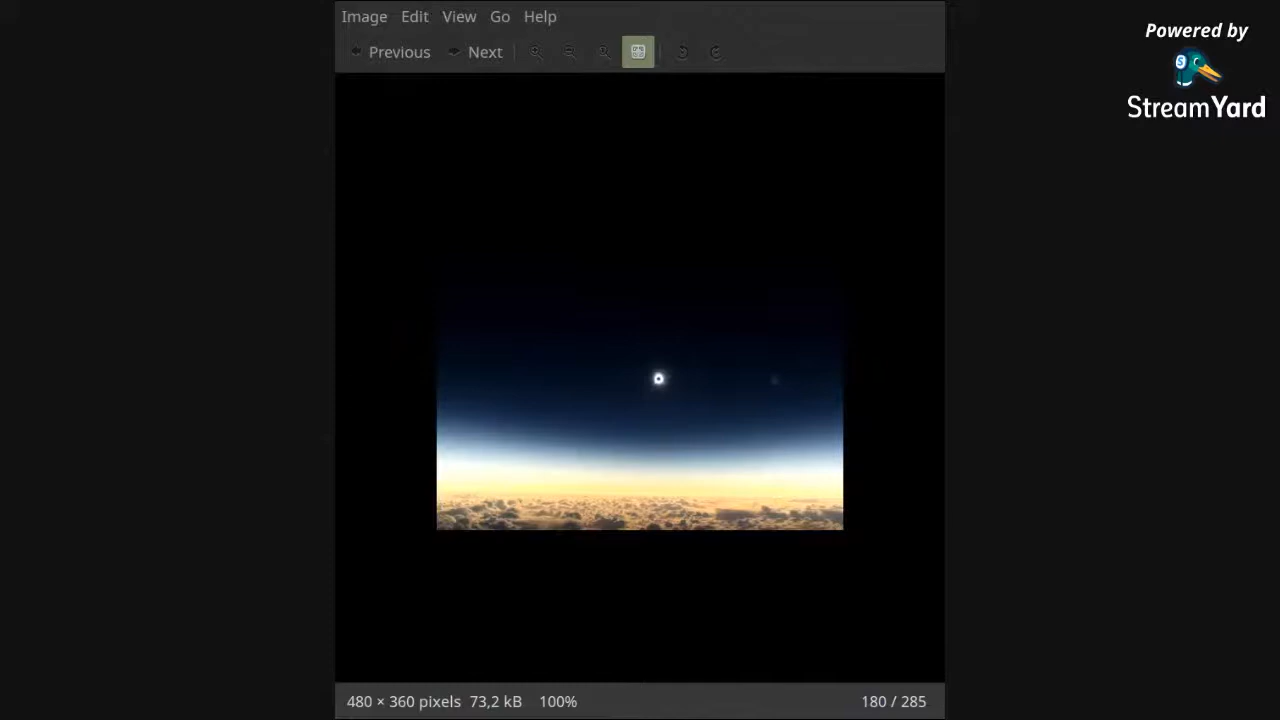 Image Edit View Go Help
Previous Next
Powered by
StreamYard
480 × 360 pixels 73,2 kB 100% 180 / 285